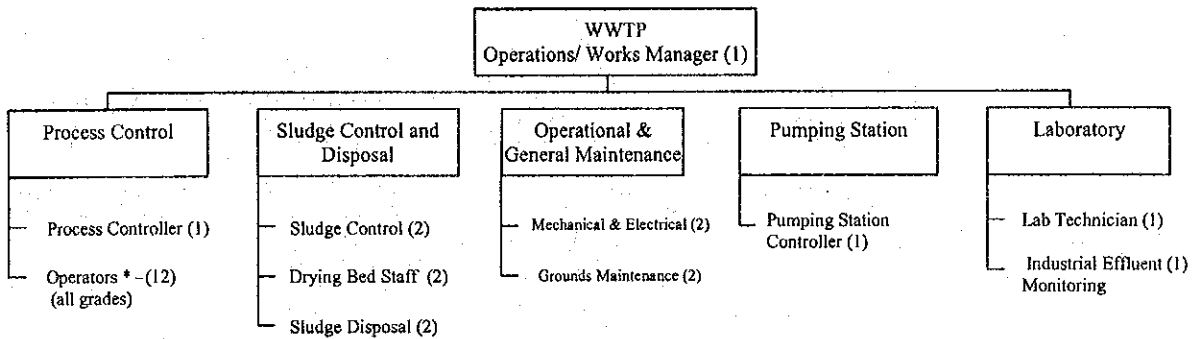 WWTP
Operations/ Works Manager (1)
Process Control
Sludge Control and
Disposal
Operational &
General Maintenance
Pumping Station
Laboratory
Process Controller (1)
Operators * -(12)
(all grades)
Sludge Control (2)
Drying Bed Staff (2)
Sludge Disposal (2)
Mechanical & Electrical (2)
Grounds Maintenance (2)
Pumping Station
Controller (1)
Lab Technician (1)
Industrial Effluent (1)
Monitoring